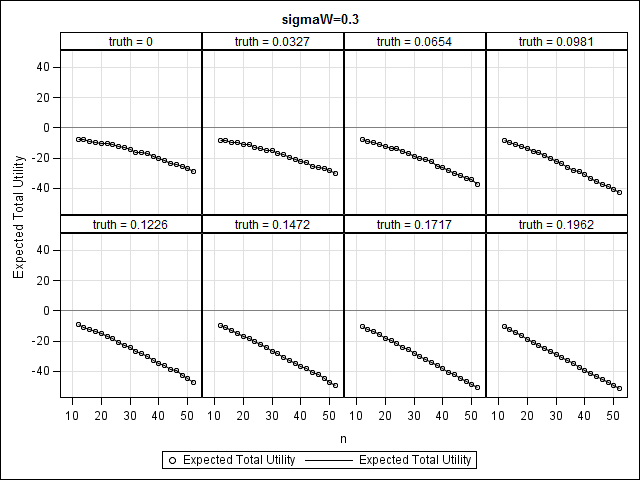 sigmaW=0.3
truth = 0 truth = 0.0327 truth = 0.0654 truth = 0.0981
40
20
0
-20
-40
Expected Total Utility
truth = 0.1226 truth = 0.1472 truth = 0.1717 truth = 0.1962
40
20
0
-20
-40
10 20 30 40 50 10 20 30 40 50 10 20 30 40 50 10 20 30 40 50
n
Expected Total Utility Expected Total Utility